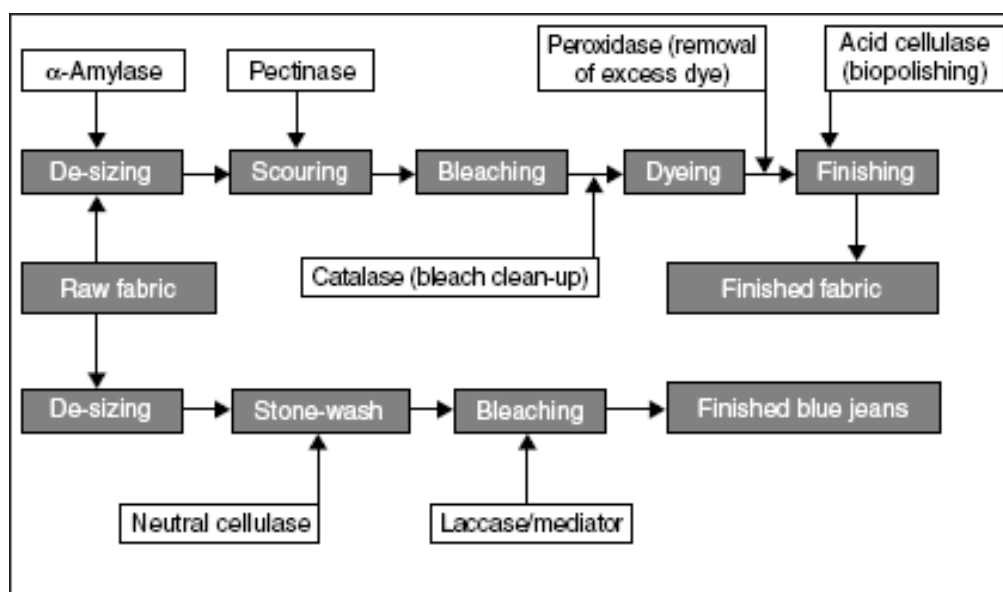 α-Amylase
Pectinase
Peroxidase (removal
of excess dye)
Acid cellulase
(biopolishing)
De-sizing
Scouring
Bleaching
Dyeing
Finishing
Raw fabric
Catalase (bleach clean-up)
Finished fabric
De-sizing
Stone-wash
Bleaching
Finished blue jeans
Neutral cellulase
Laccase/mediator